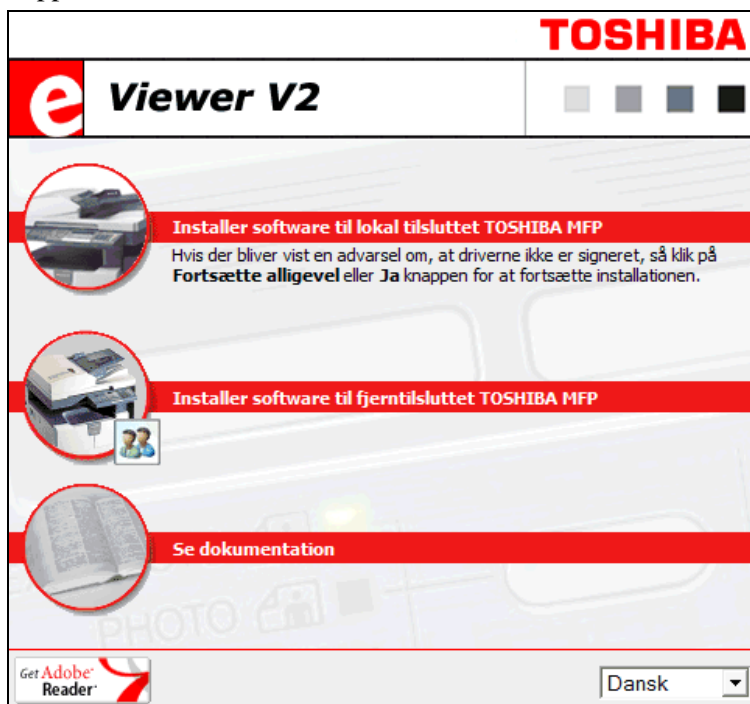 TOSHIBA
e Viewer V2
Installer software til lokal tilsluttet TOSHIBA MFP
Hvis der bliver vist en advarsel om, at driverne ikke er signeret, så klik på
Fortsætte alligevel eller Ja knappen for at fortsætte installationen.
Installer software til fjerntilsluttet TOSHIBA MFP
Se dokumentation
PHOTO
Get Adobe
Reader
Dansk